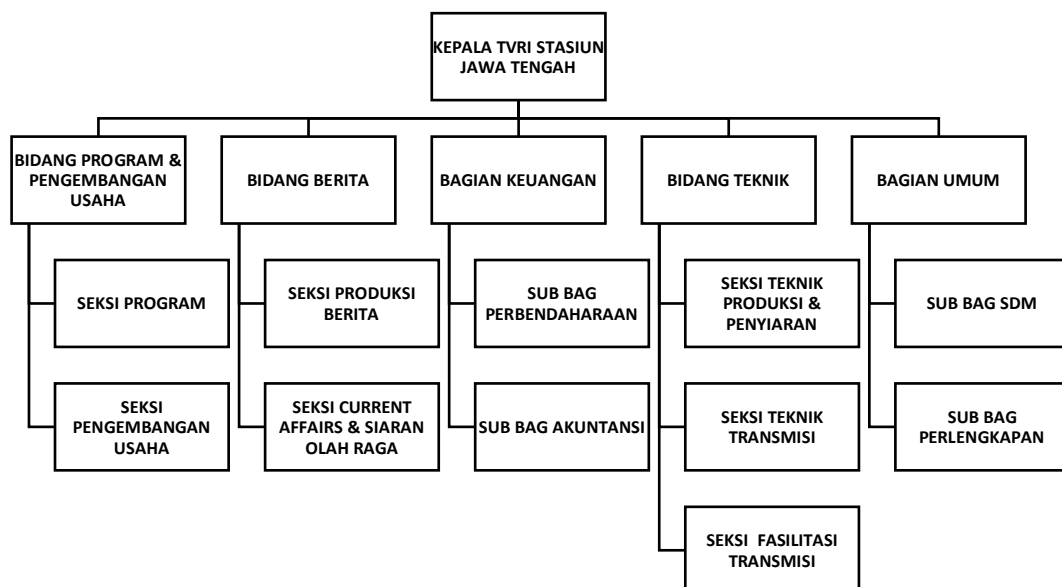 KEPALA TVRI STASIUN
JAWA TENGAH
BIDANG PROGRAM &
PENGEMBANGAN
USAHA
BIDANG BERITA
BAGIAN KEUANGAN
BIDANG TEKNIK
BAGIAN UMUM
SEKSI PROGRAM
SEKSI PRODUKSI
BERITA
SUB BAG
PERBENDAHARAAN
SEKSI TEKNIK
PRODUKSI &
PENYIARAN
SUB BAG SDM
SEKSI
PENGEMBANGAN
USAHA
SEKSI CURRENT
AFFAIRS & SIARAN
OLAH RAGA
SUB BAG AKUNTANSI
SEKSI TEKNIK
TRANSMISI
SUB BAG
PERLENGKAPAN
SEKSI  FASILITASI
TRANSMISI